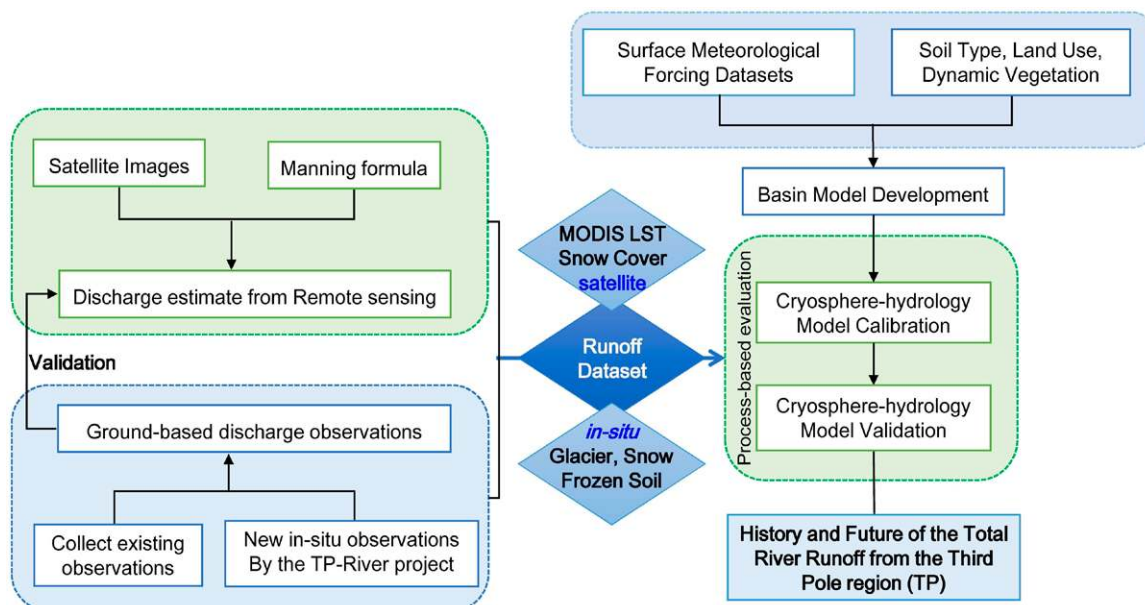 Surface Meteorological
Forcing Datasets
Soil Type, Land Use,
Dynamic Vegetation
Satellite Images
Manning formula
Discharge estimate from Remote sensing
Validation
Ground-based discharge observations
Collect existing
observations
New in-situ observations
By the TP-River project
MODIS LST
Snow Cover
satellite
Runoff
Dataset
in-situ
Glacier, Snow
Frozen Soil
Basin Model Development
Process-based evaluation
Cryosphere-hydrology
Model Calibration
Cryosphere-hydrology
Model Validation
History and Future of the Total
River Runoff from the Third
Pole region (TP)